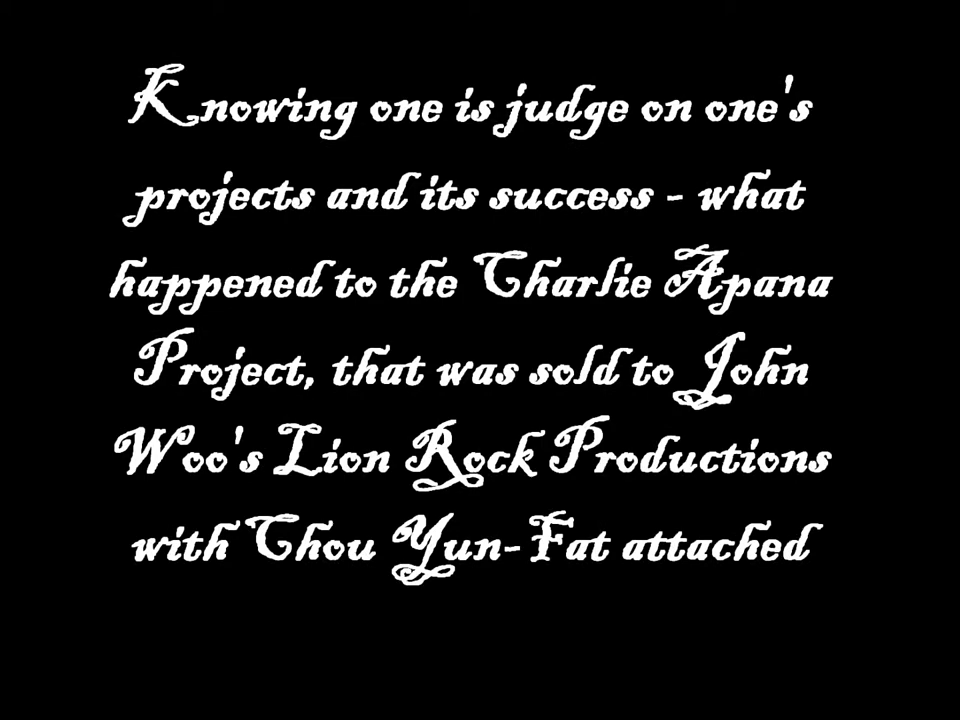 Knowing one is judge on one's
projects and its success - what
happened to the Charlie Apana
Project, that was sold to John
Woo's Lion Rock Productions
with Chou Yun-Fat attached